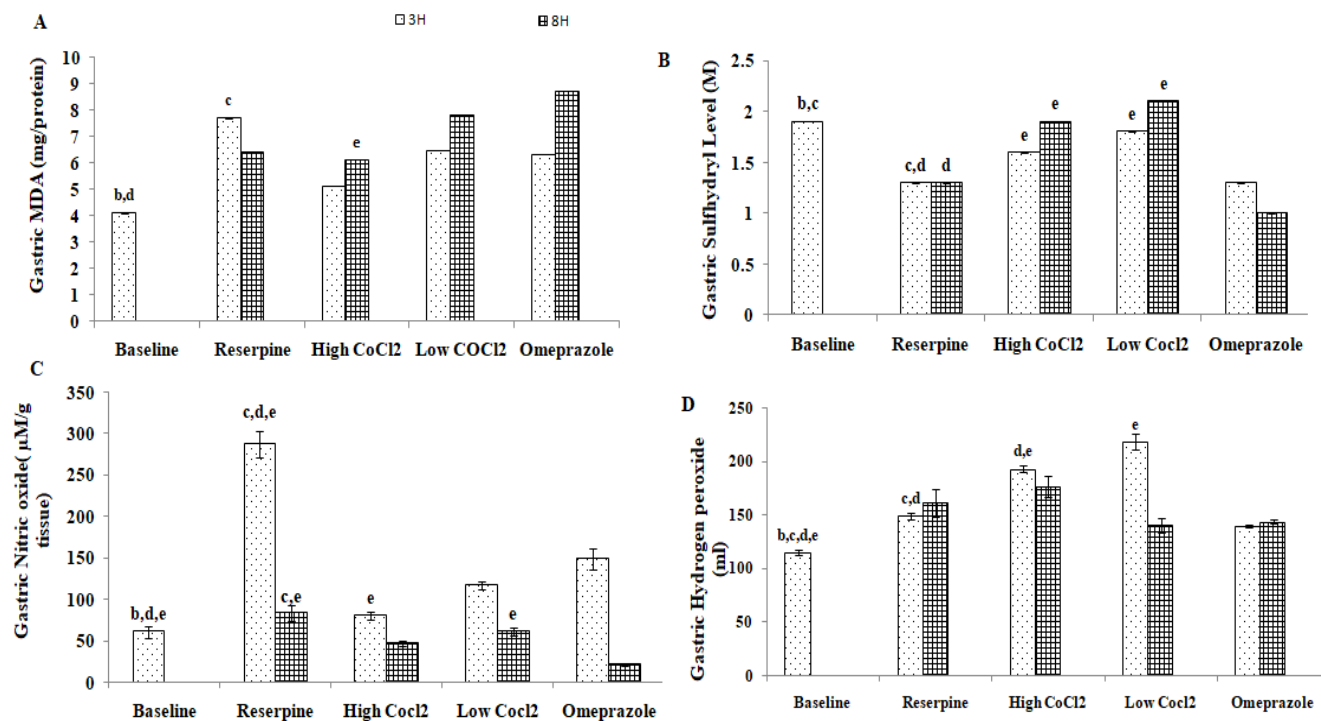 A
3H
8H
Gastric MDA (mg/protein)
10
9
8
7
6
5
4
3
2
1
0
b,d
c
e
Baseline Reserpine High CoCl2 Low COCl2 Omeprazole
B
Gastric Sulfhydryl Level (M)
2.5
2
1.5
1
0.5
0
b,c
c,d
d
e
e
e
e
Baseline Reserpine High CoCl2 Low Cocl2 Omeprazole
C
Gastric Nitric oxide( µM/g
tissue)
350
300
250
200
150
100
50
0
b,d,e
c,d,e
c,e
e
e
Baseline Reserpine High Cocl2 Low Cocl2 Omeprazole
D
Gastric Hydrogen peroxide
(ml)
250
200
150
100
50
0
b,c,d,e
c,d
d,e
e
Baseline Reserpine High CoCl2 Low Cocl2 Omeprazole